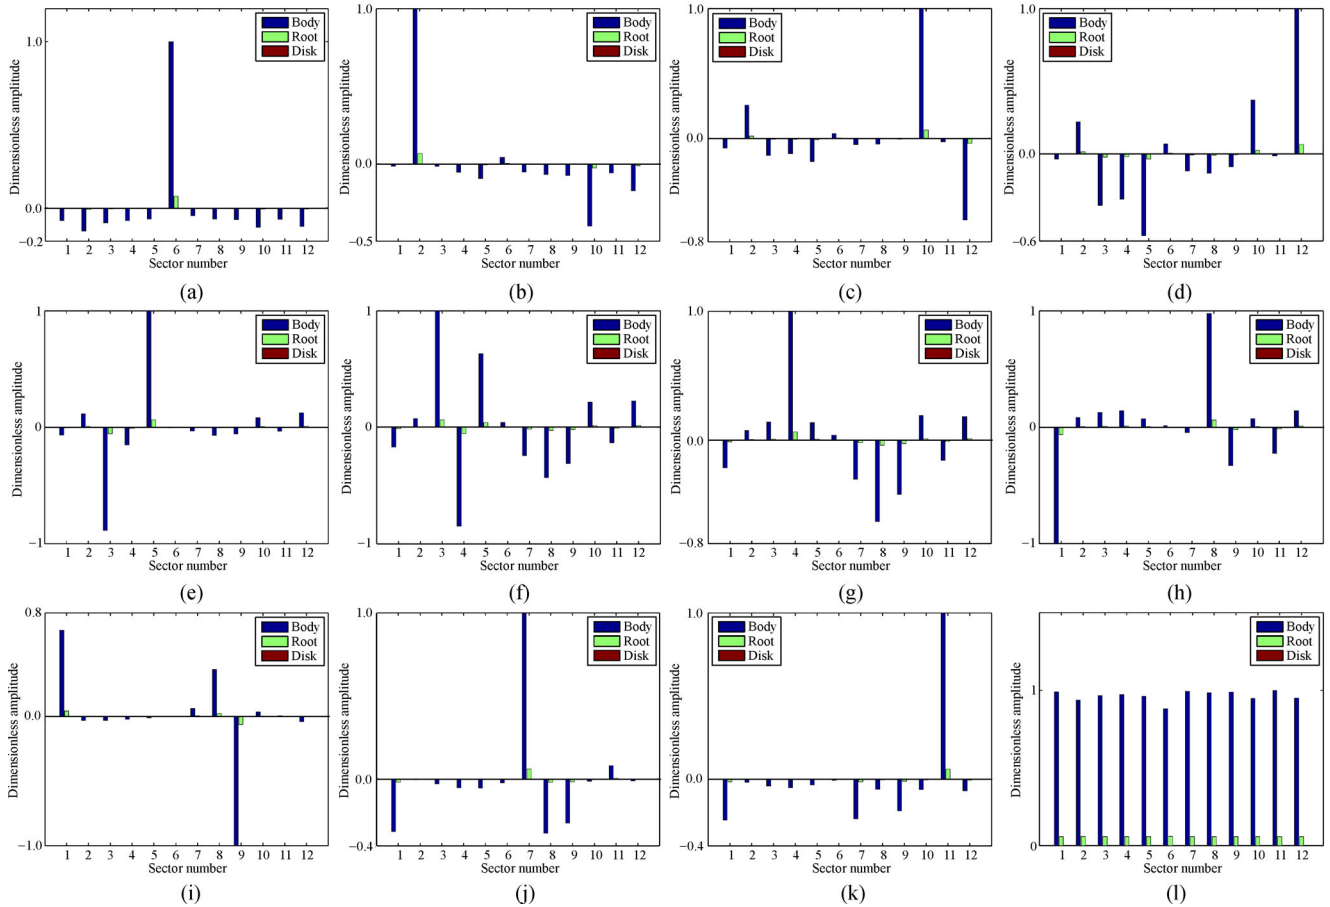 1.0
0.0
−0.2
Dimensionless amplitude
Body
Root
Disk
1 2 3 4 5 6 7 8 9 10 11 12
Sector number
(a)
1.0
0.0
−0.5
Dimensionless amplitude
Body
Root
Disk
1 2 3 4 5 6 7 8 9 10 11 12
Sector number
(b)
1.0
0.0
−0.8
Dimensionless amplitude
Body
Root
Disk
1 2 3 4 5 6 7 8 9 10 11 12
Sector number
(c)
1.0
0.0
−0.6
Dimensionless amplitude
Body
Root
Disk
1 2 3 4 5 6 7 8 9 10 11 12
Sector number
(d)
1
0
−1
Dimensionless amplitude
Body
Root
Disk
1 2 3 4 5 6 7 8 9 10 11 12
Sector number
(e)
1
0
−1
Dimensionless amplitude
Body
Root
Disk
1 2 3 4 5 6 7 8 9 10 11 12
Sector number
(f)
1.0
0.0
−0.8
Dimensionless amplitude
Body
Root
Disk
1 2 3 4 5 6 7 8 9 10 11 12
Sector number
(g)
1
0
−1
Dimensionless amplitude
Body
Root
Disk
1 2 3 4 5 6 7 8 9 10 11 12
Sector number
(h)
0.8
0.0
−1.0
Dimensionless amplitude
Body
Root
Disk
1 2 3 4 5 6 7 8 9 10 11 12
Sector number
(i)
1.0
0.0
−0.4
Dimensionless amplitude
Body
Root
Disk
1 2 3 4 5 6 7 8 9 10 11 12
Sector number
(j)
1.0
0.0
−0.4
Dimensionless amplitude
Body
Root
Disk
1 2 3 4 5 6 7 8 9 10 11 12
Sector number
(k)
1
0
Dimensionless amplitude
Body
Root
Disk
1 2 3 4 5 6 7 8 9 10 11 12
Sector number
(l)